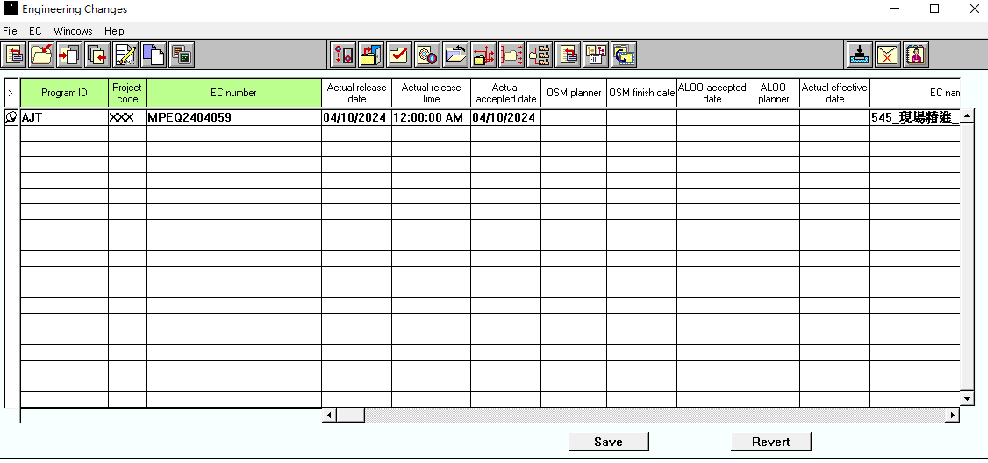 Engineering Changes
File EC Windows Help
Program ID
Project code
EC number
Actual release date
Actual release time
Actual accepted date
OSM planner
OSM finish date
ALOO accepted date
ALOO planner
Actual effective date
EC nam
AJT XXX MPEQ2404059 04/10/2024 12:00:00 AM 04/10/2024 545_現場精進_
Save Revert